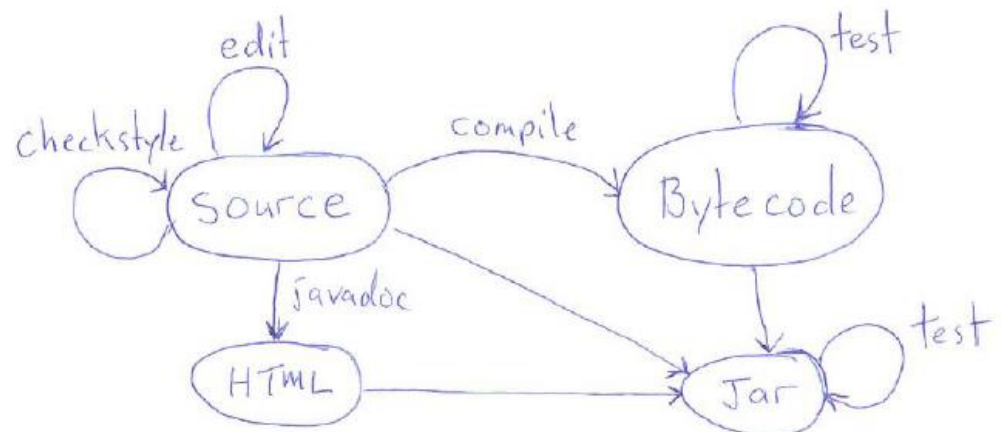 edit
test
checkstyle
compile
source
Bytecode
javadoc
test
HTML
Jar